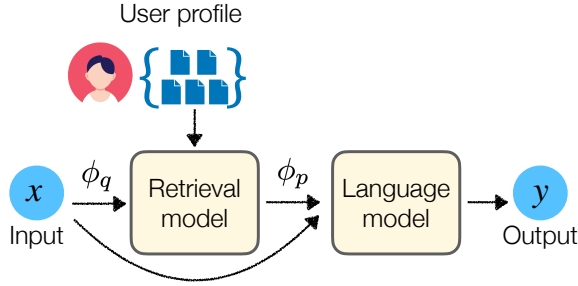 User profile
x
Input
ϕq
Retrieval
model
ϕp
Language
model
y
Output